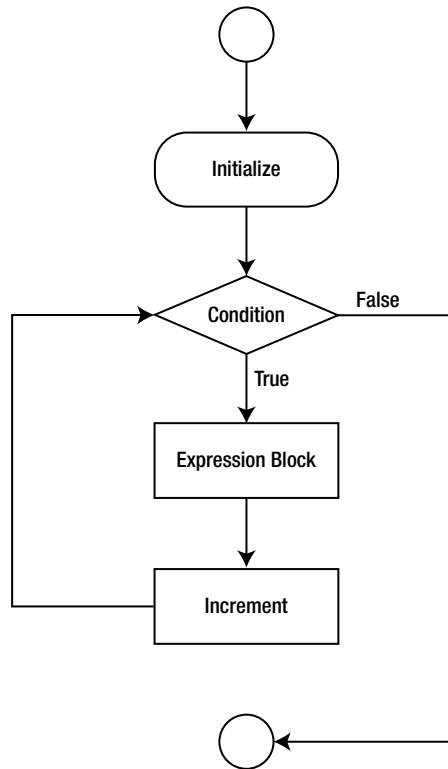 Initialize
Condition
False
True
Expression Block
Increment